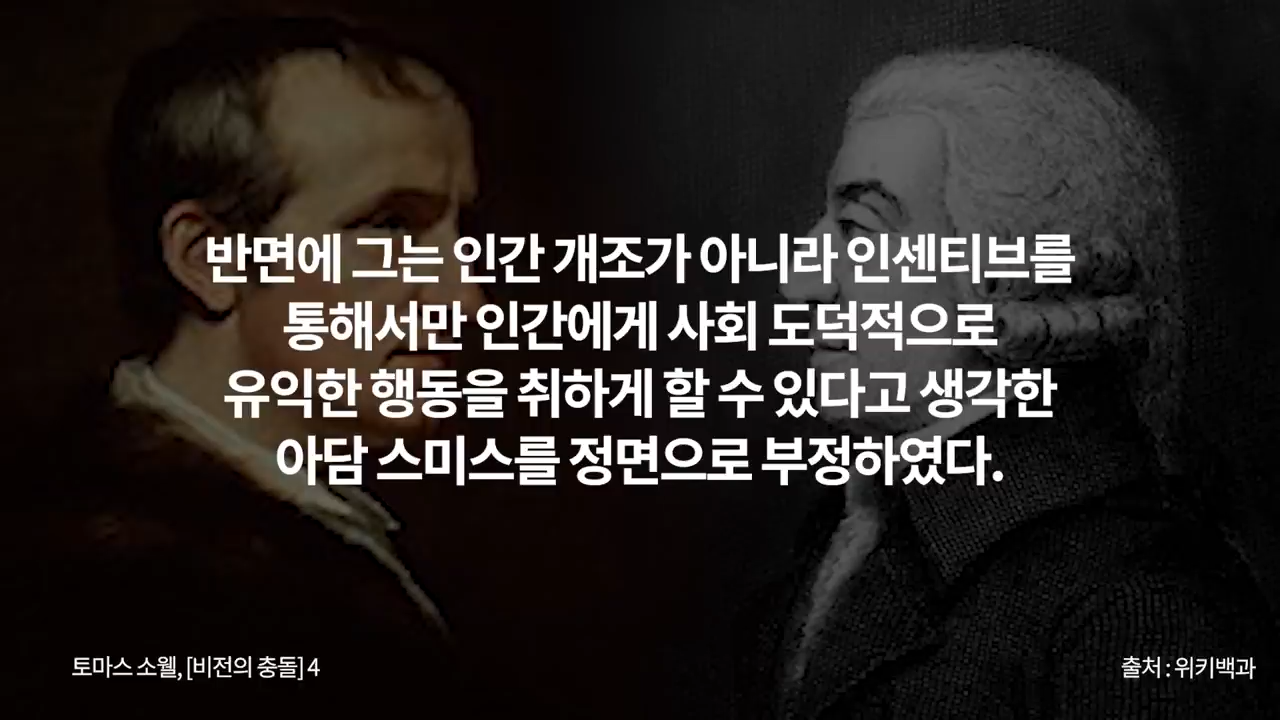 반면에 그는 인간 개조가 아니라 인센티브를
통해서만 인간에게 사회 도덕적으로
유익한 행동을 취하게 할 수 있다고 생각한
아담 스미스를 정면으로 부정하였다.
토마스 소웰, [비전의 충돌] 4
출처 : 위키백과